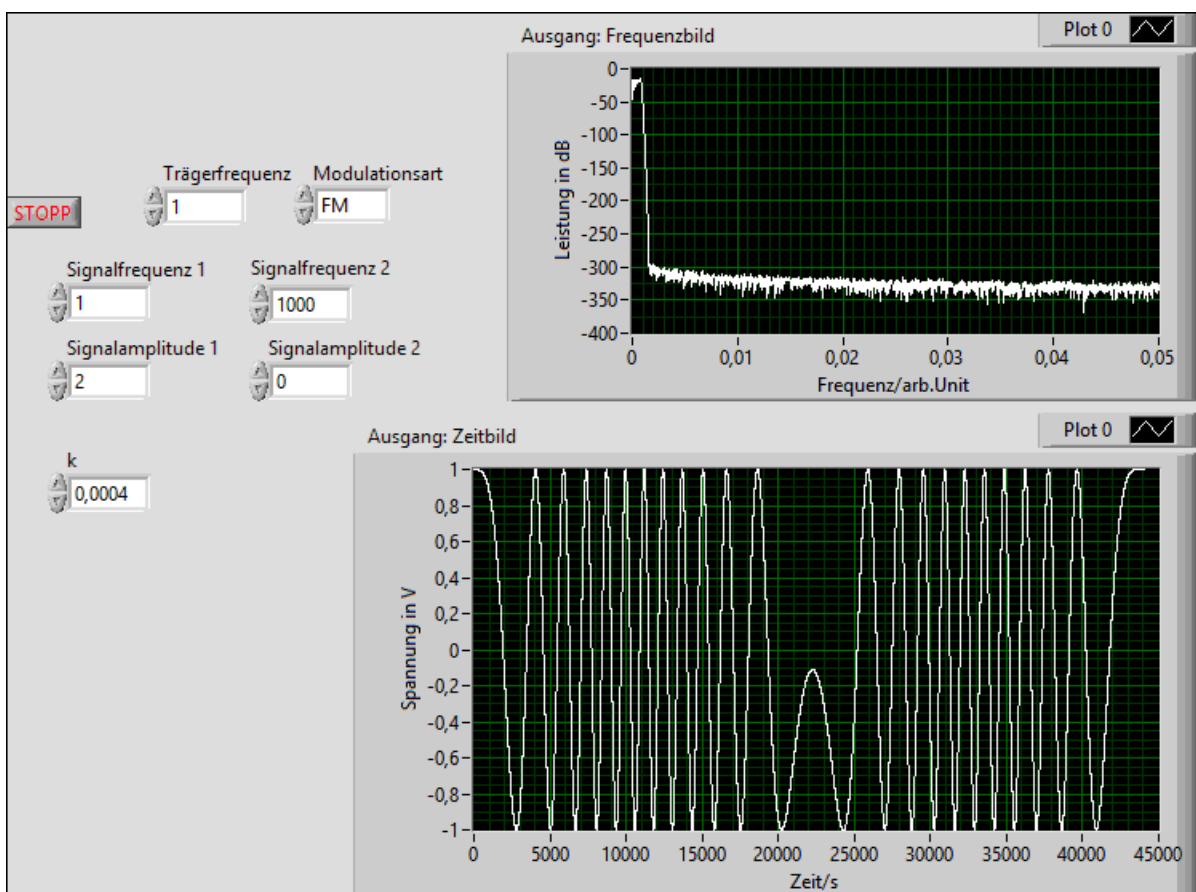 Ausgang: Frequenzbild
Plot 0
0
-50
-100
-150
-200
-250
-300
-350
-400
Leistung in dB
0 0,01 0,02 0,03 0,04 0,05
Frequenz/arb.Unit
STOPP
Trägerfrequenz Modulationsart
1 FM
Signalfrequenz 1 Signalfrequenz 2
1 1000
Signalamplitude 1 Signalamplitude 2
2 0
k
0,0004
Ausgang: Zeitbild
Plot 0
1
0,8
0,6
0,4
0,2
0
-0,2
-0,4
-0,6
-0,8
-1
Spannung in V
0 5000 10000 15000 20000 25000 30000 35000 40000 45000
Zeit/s